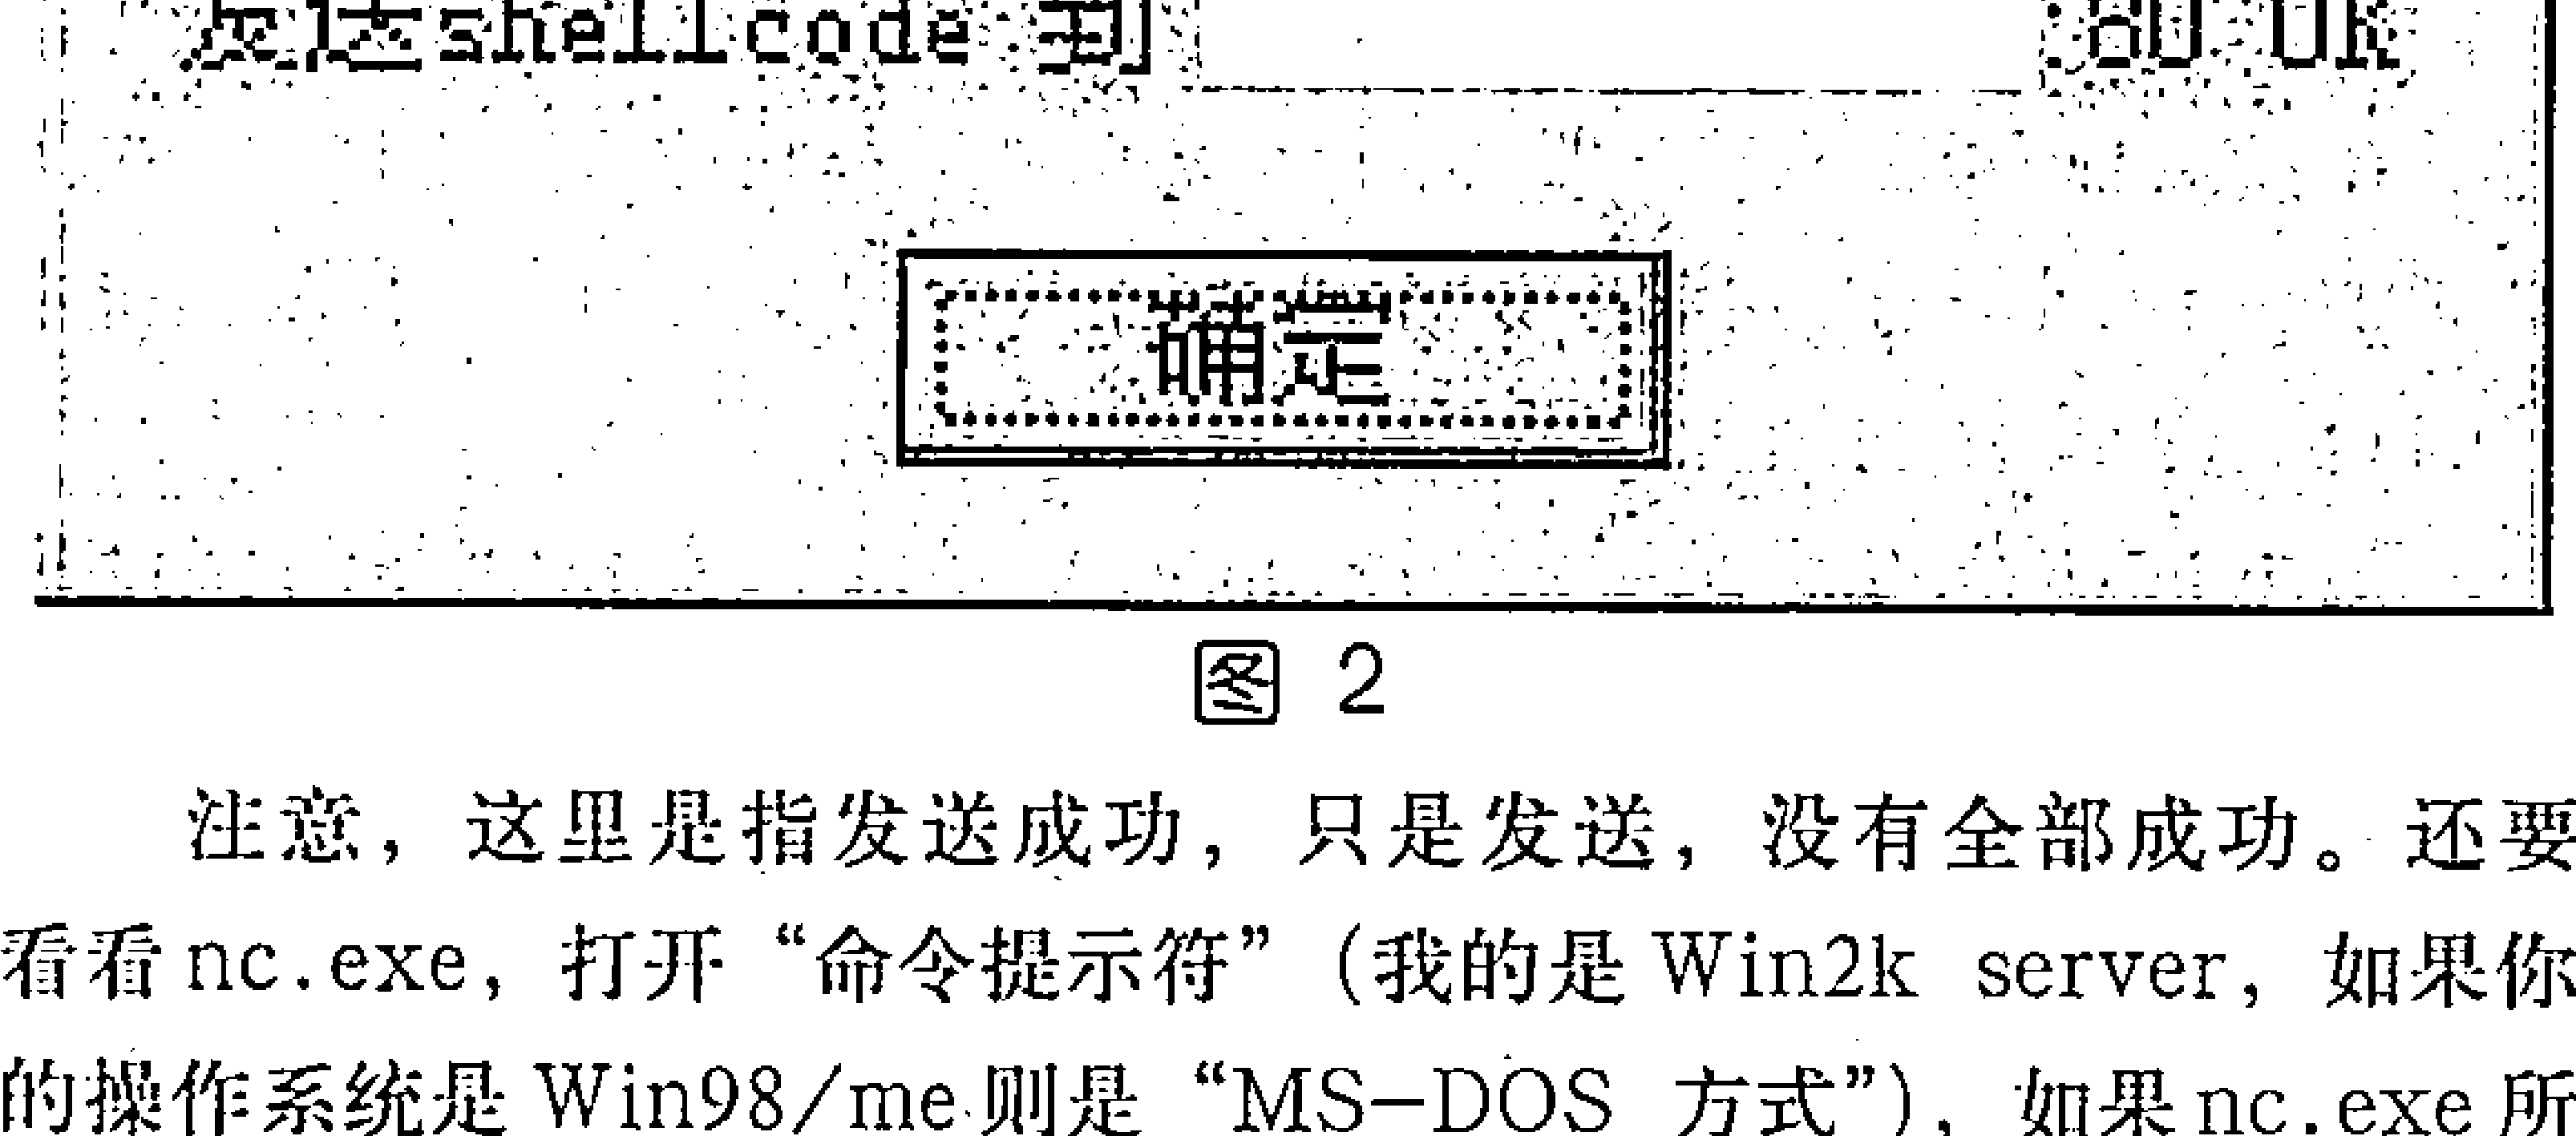 发送shellcode 到 :80 OK
确定
图 2
注意，这里是指发送成功，只是发送，没有全部成功。还要
看看nc.exe，打开“命令提示符”（我的是Win2k server，如果你
的操作系统是Win98/me则是“MS-DOS 方式”），如果nc.exe所